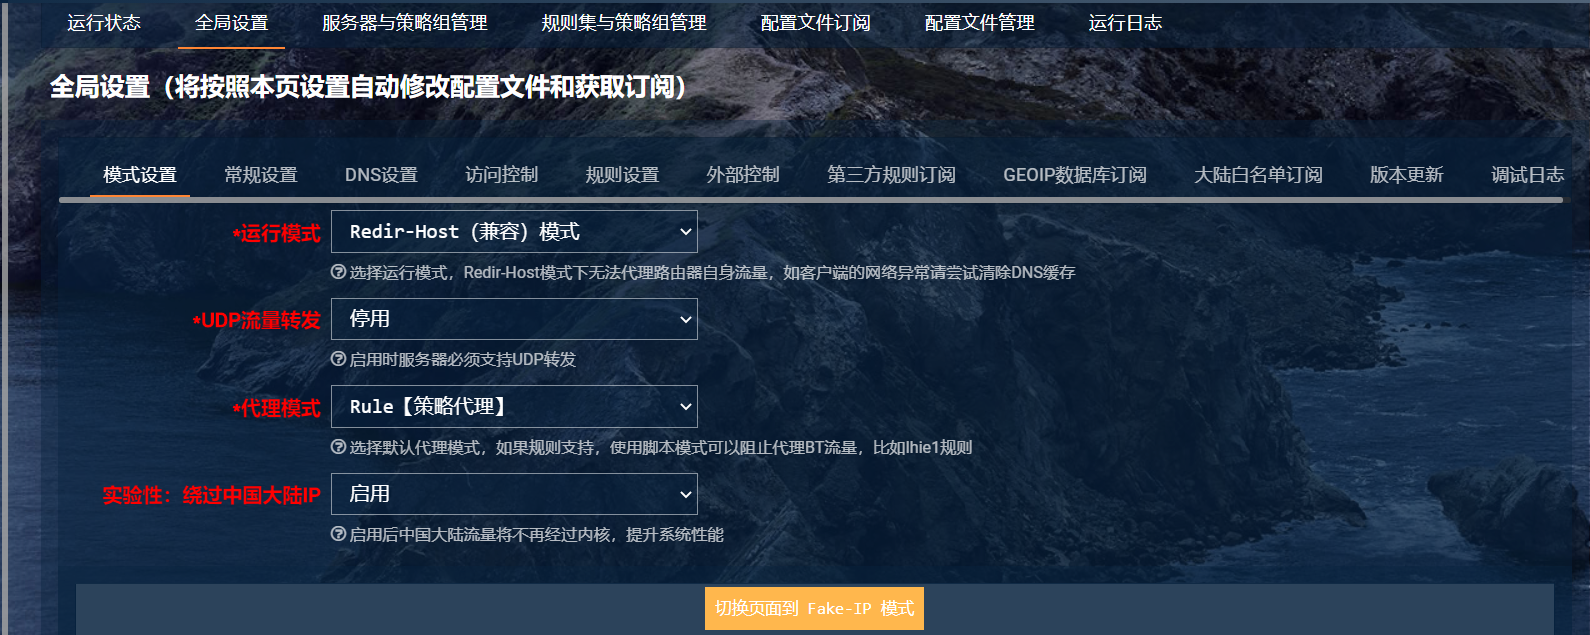 运行状态 全局设置 服务器与策略组管理 规则集与策略组管理 配置文件订阅 配置文件管理 运行日志
全局设置（将按照本页设置自动修改配置文件和获取订阅）
模式设置 常规设置 DNS设置 访问控制 规则设置 外部控制 第三方规则订阅 GEOIP数据库订阅 大陆白名单订阅 版本更新 调试日志
*运行模式 Redir-Host（兼容）模式
选择运行模式，Redir-Host模式下无法代理路由器自身流量，如客户端的网络异常请尝试清除DNS缓存
*UDP流量转发 停用
启用时服务器必须支持UDP转发
*代理模式 Rule【策略代理】
选择默认代理模式，如果规则支持，使用脚本模式可以阻止代理BT流量，比如lhie1规则
实验性：绕过中国大陆IP 启用
启用后中国大陆流量将不再经过内核，提升系统性能
切换页面到 Fake-IP 模式